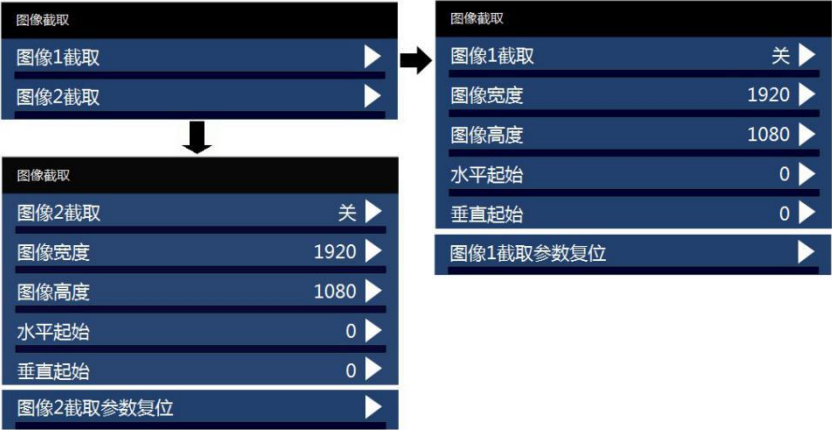 图像截取
图像1截取
图像2截取
图像截取
图像1截取 关
图像宽度 1920
图像高度 1080
水平起始 0
垂直起始 0
图像1截取参数复位
图像截取
图像2截取 关
图像宽度 1920
图像高度 1080
水平起始 0
垂直起始 0
图像2截取参数复位